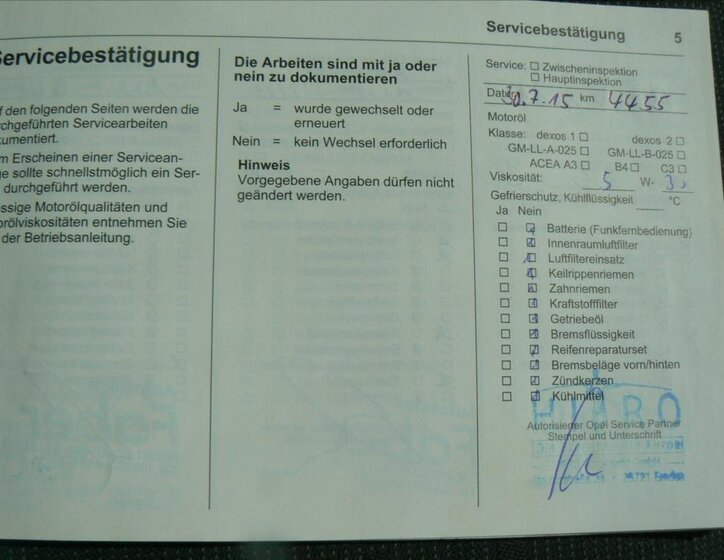 Servicebestätigung
f den folgenden Seiten werden die
rchgeführten Servicearbeiten
kumentiert.
m Erscheinen einer Servicean-
ge sollte schnellstmöglich ein Ser-
durchgeführt werden.
ssige Motorölqualitäten und
orölviskositäten entnehmen Sie
der Betriebsanleitung.
Die Arbeiten sind mit ja oder
nein zu dokumentieren
Ja = wurde gewechselt oder
erneuert
Nein = kein Wechsel erforderlich
Hinweis
Vorgegebene Angaben dürfen nicht
geändert werden.
Servicebestätigung 5
Service: ☐ Zwischeninspektion
☐ Hauptinspektion
Datum 30.7.15 km 4455
Motoröl
Klasse: dexos 1 ☐ dexos 2 ☐
GM-LL-A-025 ☐ GM-LL-B-025 ☐
ACEA A3 ☐ B4 ☐ C3 ☐
Viskosität: 5 W- 30
Gefrierschutz, Kühlflüssigkeit °C
Ja Nein
Batterie (Funkfernbedienung)
Innenraumluftfilter
Luftfiltereinsatz
Keilrippenriemen
Zahnriemen
Kraftstofffilter
Getriebeöl
Bremsflüssigkeit
Reifenreparaturset
Bremsbeläge vorn/hinten
Zündkerzen
Kühlmittel
Autorisierter Opel Service Partner
Stempel und Unterschrift